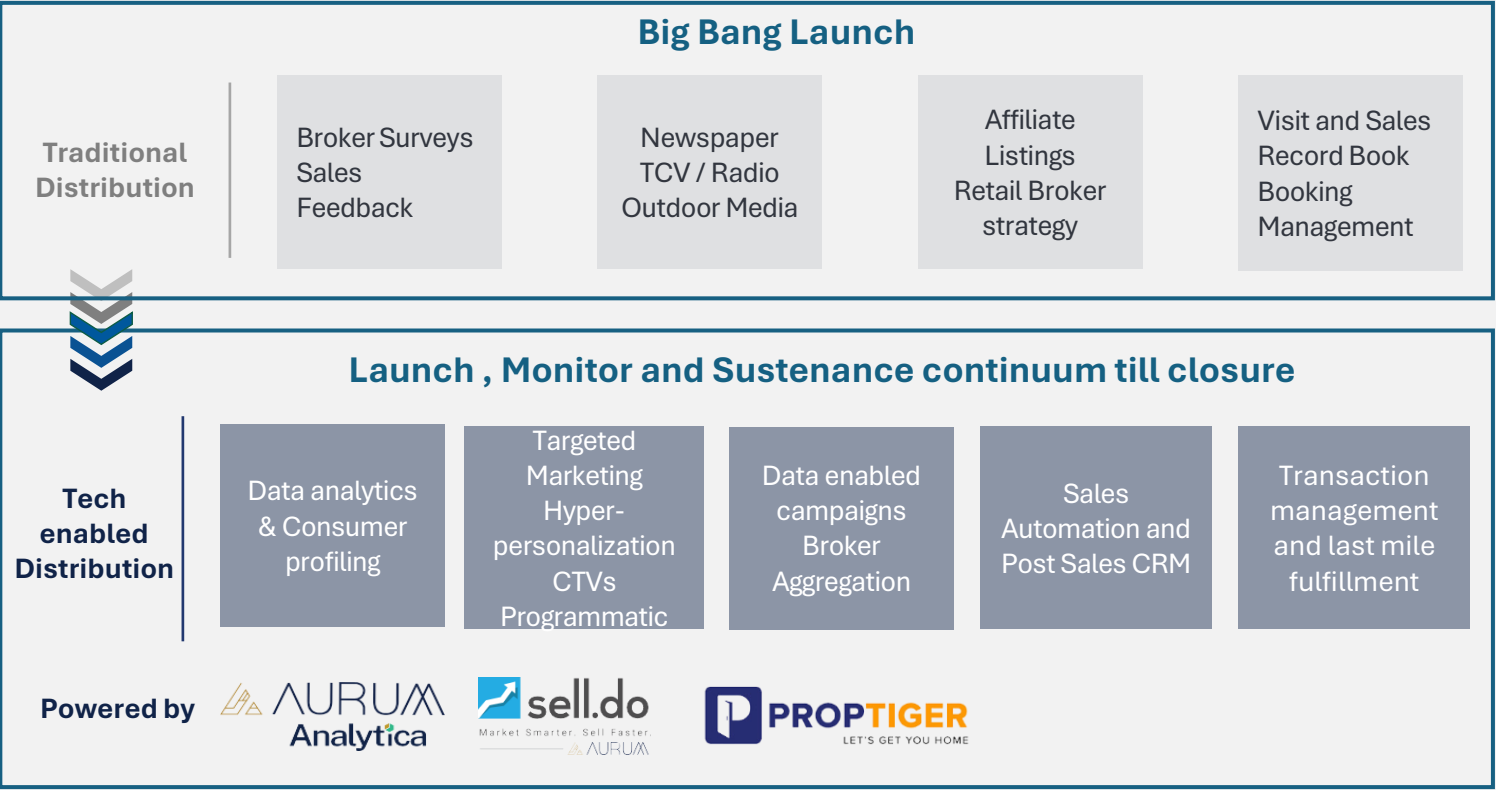 Big Bang Launch
Traditional
Distribution
Broker Surveys
Sales
Feedback
Newspaper
TCV / Radio
Outdoor Media
Affiliate
Listings
Retail Broker
strategy
Visit and Sales
Record Book
Booking
Management
Launch , Monitor and Sustenance continuum till closure
Tech
enabled
Distribution
Data analytics
& Consumer
profiling
Targeted
Marketing
Hyper-
personalization
CTVs
Programmatic
Data enabled
campaigns
Broker
Aggregation
Sales
Automation and
Post Sales CRM
Transaction
management
and last mile
fulfillment
Powered by
AURUM
Analytica
sell.do
Market Smarter. Sell Faster.
AURUM
PROPTIGER
LET'S GET YOU HOME